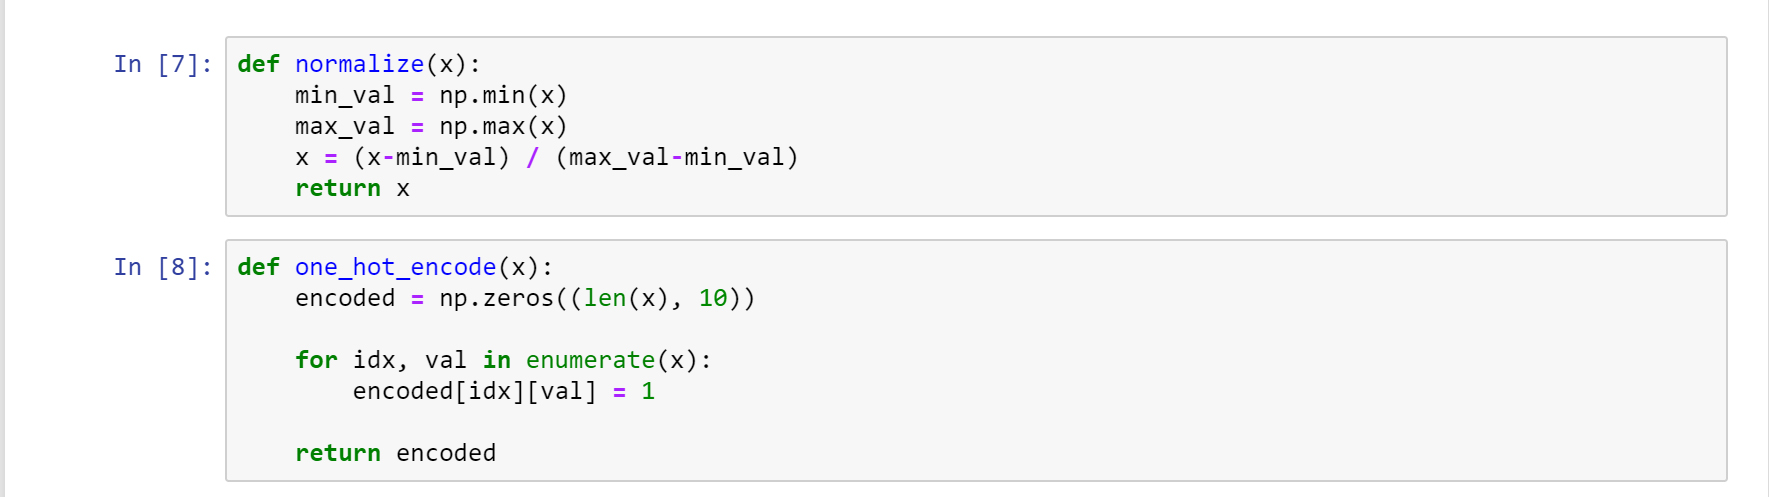 In [7]: def normalize(x):
    min_val = np.min(x)
    max_val = np.max(x)
    x = (x-min_val) / (max_val-min_val)
    return x
In [8]: def one_hot_encode(x):
    encoded = np.zeros((len(x), 10))
    for idx, val in enumerate(x):
        encoded[idx][val] = 1
    return encoded